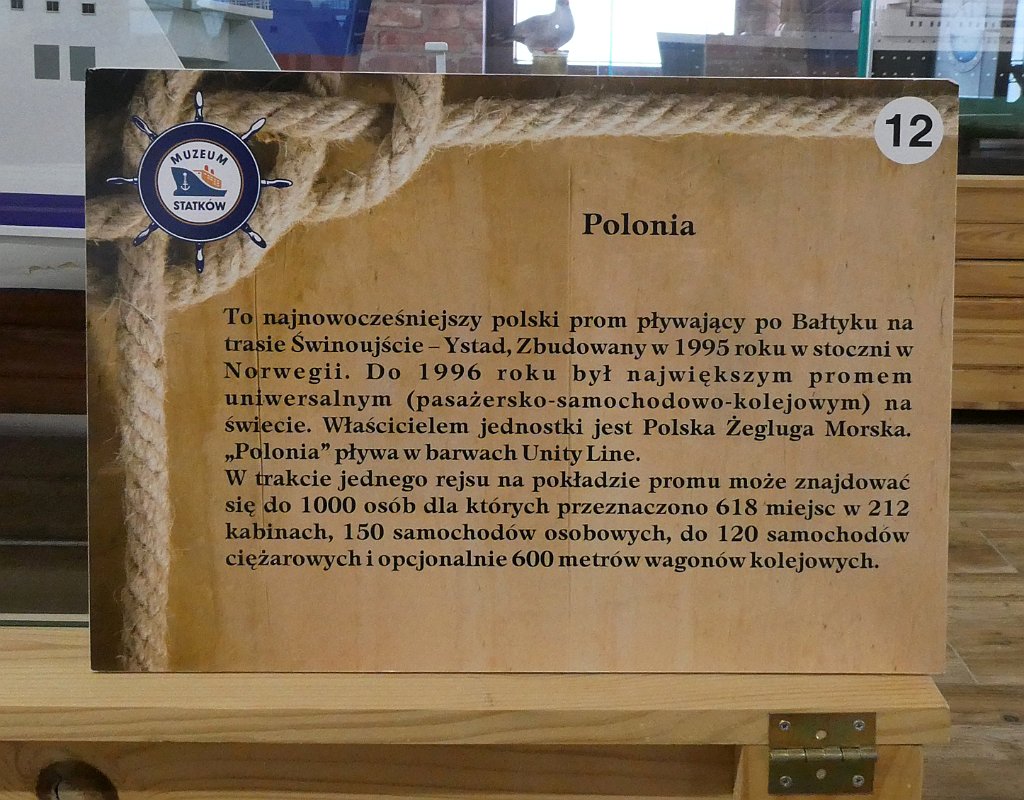 MUZEUM
STATKÓW
12
Polonia
To najnowocześniejszy polski prom pływający po Bałtyku na
trasie Świnoujście – Ystad, Zbudowany w 1995 roku w stoczni w
Norwegii. Do 1996 roku był największym promem
uniwersalnym (pasażersko-samochodowo-kolejowym) na
świecie. Właścicielem jednostki jest Polska Żegluga Morska.
„Polonia” pływa w barwach Unity Line.
W trakcie jednego rejsu na pokładzie promu może znajdować
się do 1000 osób dla których przeznaczono 618 miejsc w 212
kabinach, 150 samochodów osobowych, do 120 samochodów
ciężarowych i opcjonalnie 600 metrów wagonów kolejowych.